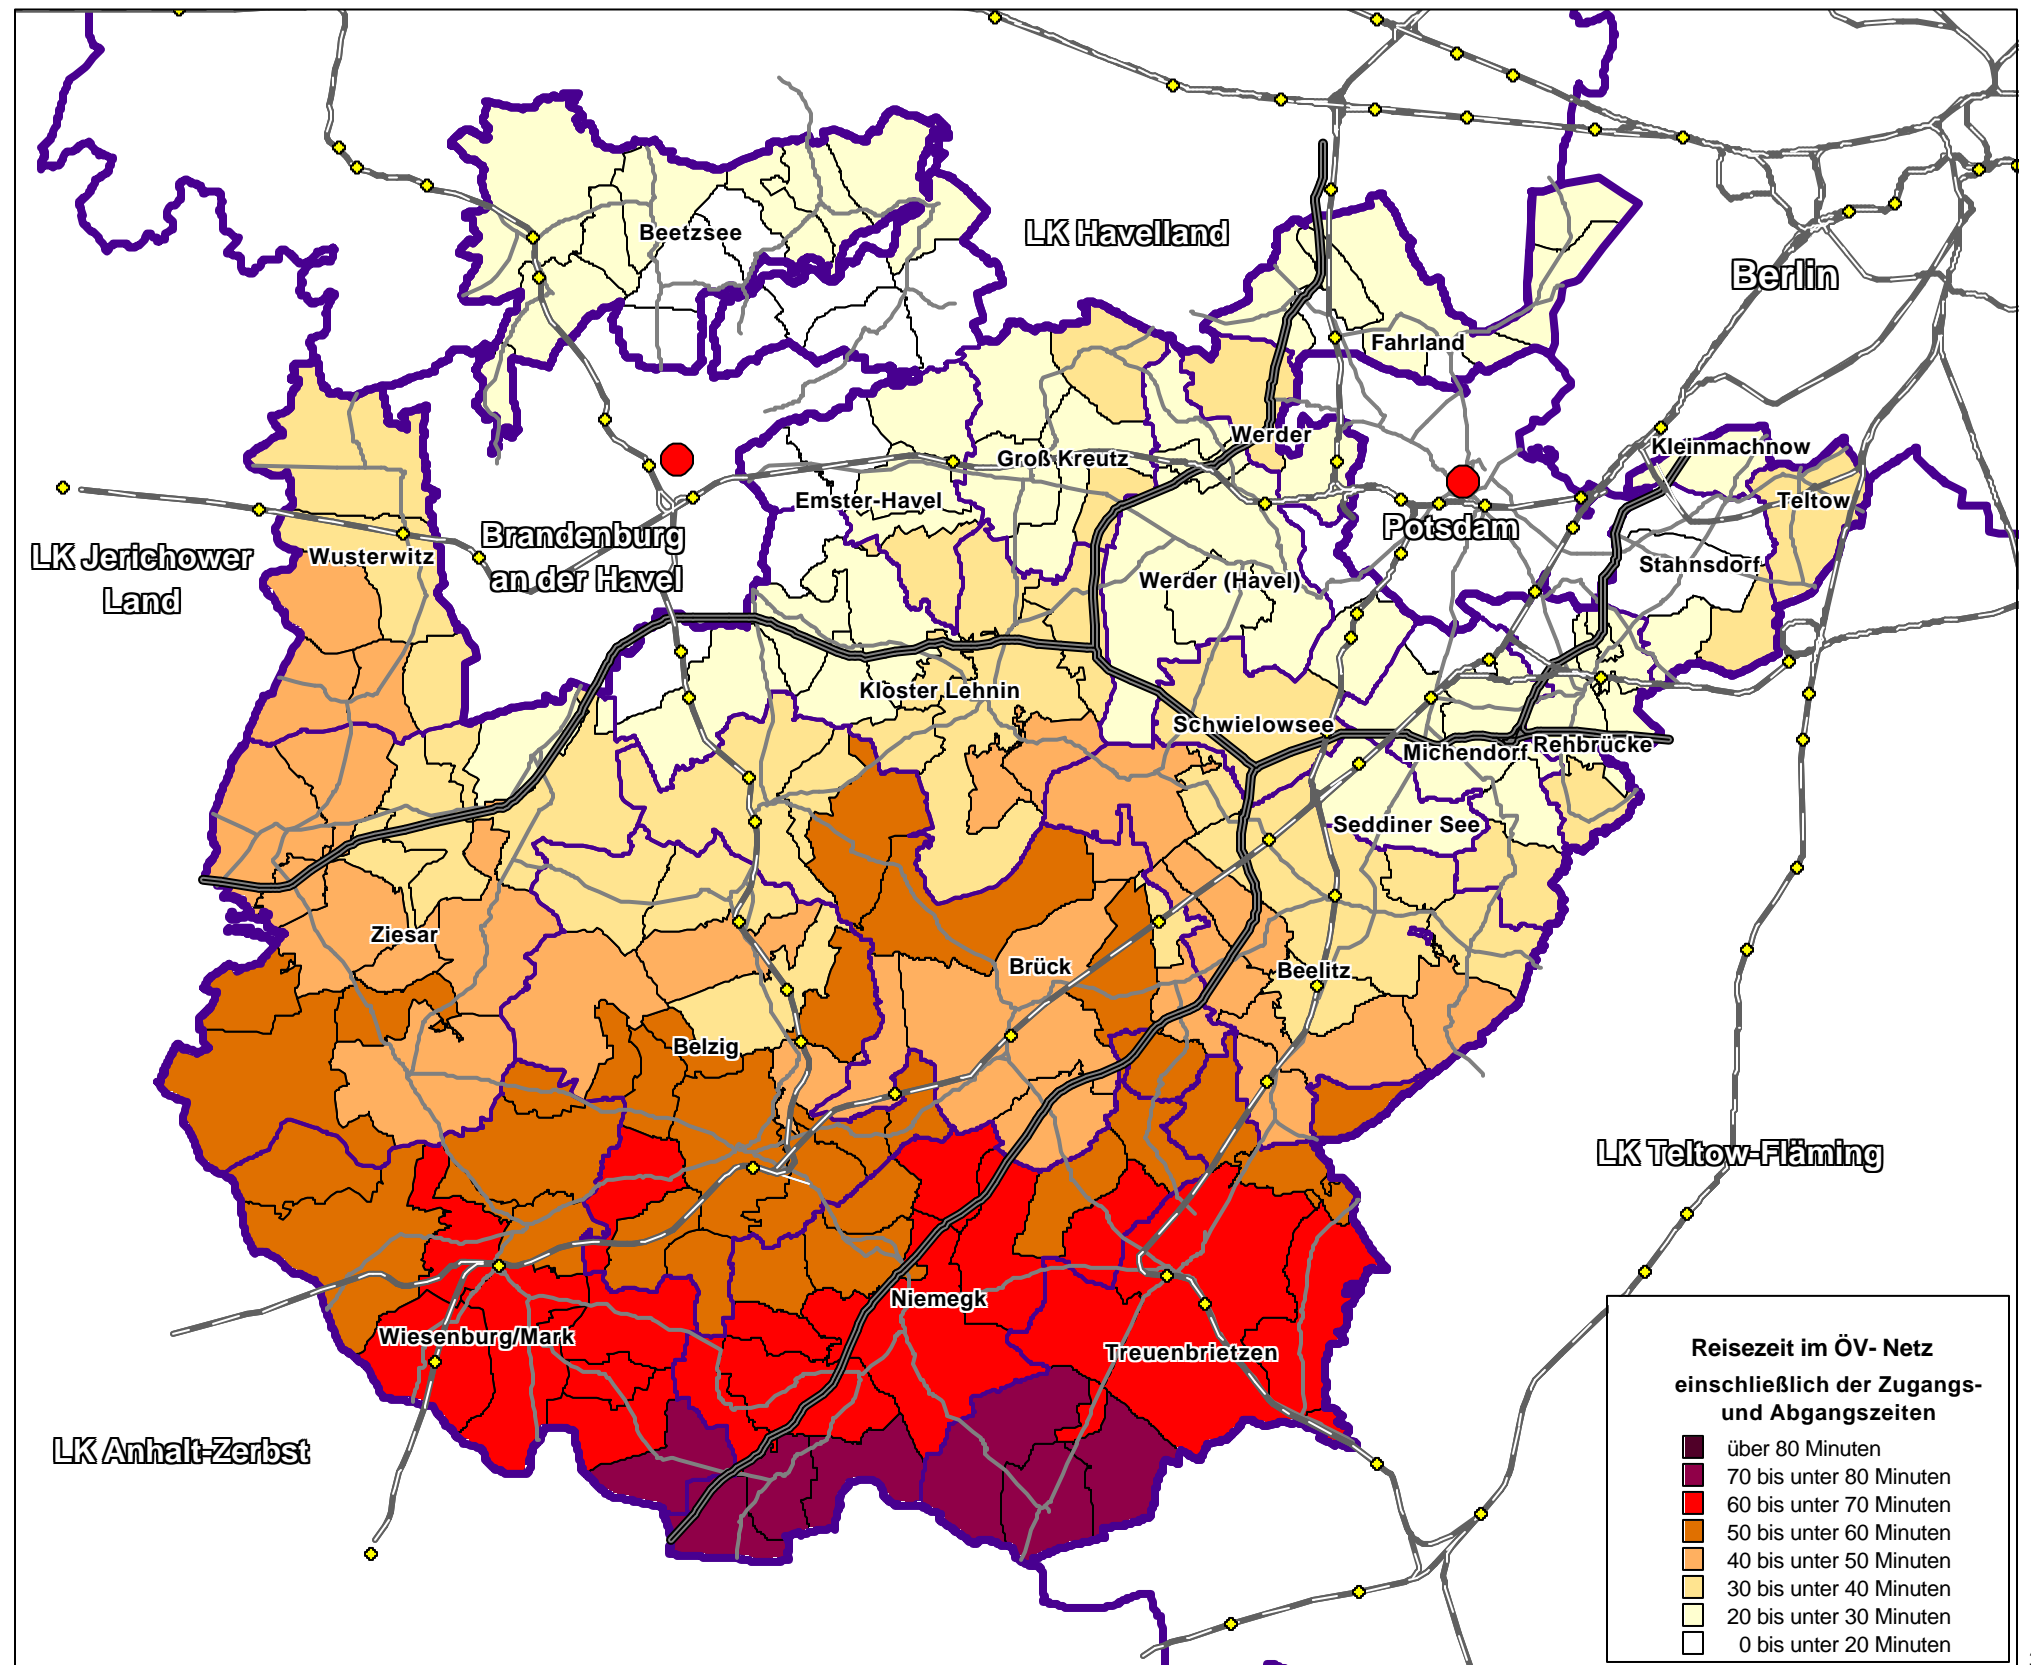 LK Havelland
Beetzsee
Berlin
Fahrland
Werder
Kleinmachnow
Groß Kreutz
Emster-Havel
Teltow
Potsdam
Brandenburg
an der Havel
LK Jerichower
Land
Wusterwitz
Stahnsdorf
Werder (Havel)
Kloster Lehnin
Schwielowsee
Michendorf
Rehbrücke
Seddiner See
Ziesar
Brück
Beelitz
Belzig
LK Teltow-Fläming
Niemegk
Wiesenburg/Mark
Treuenbrietzen
LK Anhalt-Zerbst
Reisezeit im ÖV- Netz
einschließlich der Zugangs-
und Abgangszeiten
über 80 Minuten
70 bis unter 80 Minuten
60 bis unter 70 Minuten
50 bis unter 60 Minuten
40 bis unter 50 Minuten
30 bis unter 40 Minuten
20 bis unter 30 Minuten
0 bis unter 20 Minuten